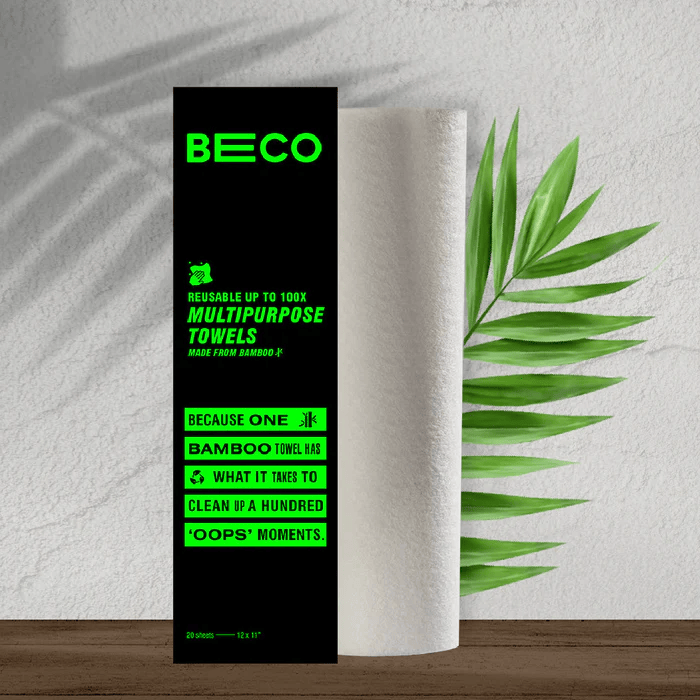 BECO
REUSABLE UP TO 100X
MULTIPURPOSE
TOWELS
MADE FROM BAMBOO
BECAUSE ONE
BAMBOO TOWEL HAS
WHAT IT TAKES TO
CLEAN UP A HUNDRED
'OOPS' MOMENTS.
20 sheets —— 12 x 11"